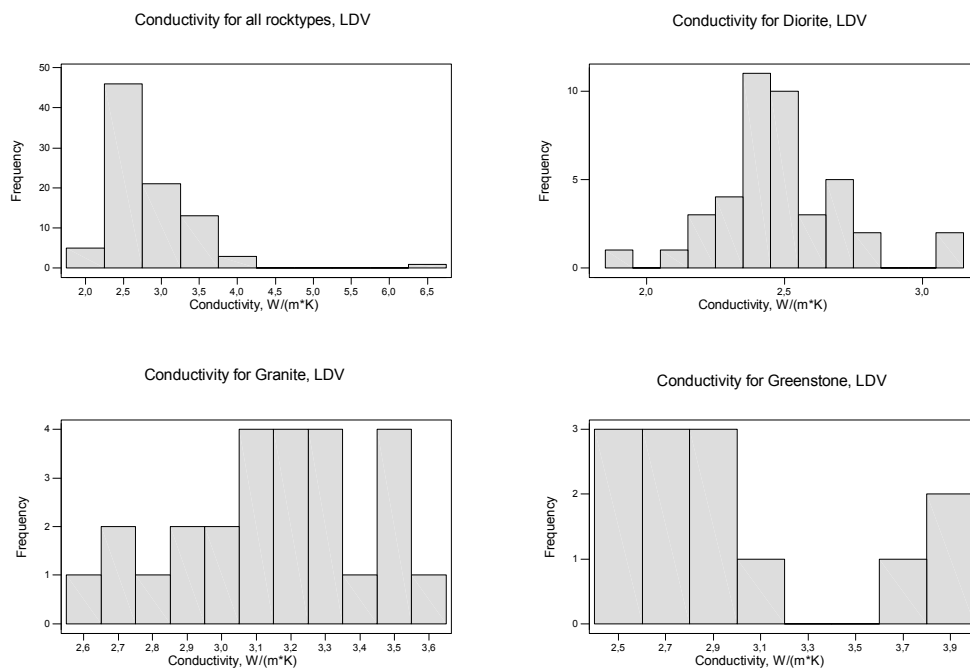 Conductivity for all rocktypes, LDV
50
40
30
20
10
0
Frequency
2,0 2,5 3,0 3,5 4,0 4,5 5,0 5,5 6,0 6,5
Conductivity, W/(m*K)
Conductivity for Diorite, LDV
10
5
0
Frequency
2,0 2,5 3,0
Conductivity, W/(m*K)
Conductivity for Granite, LDV
4
3
2
1
0
Frequency
2,6 2,7 2,8 2,9 3,0 3,1 3,2 3,3 3,4 3,5 3,6
Conductivity, W/(m*K)
Conductivity for Greenstone, LDV
3
2
1
0
Frequency
2,5 2,7 2,9 3,1 3,3 3,5 3,7 3,9
Conductivity, W/(m*K)